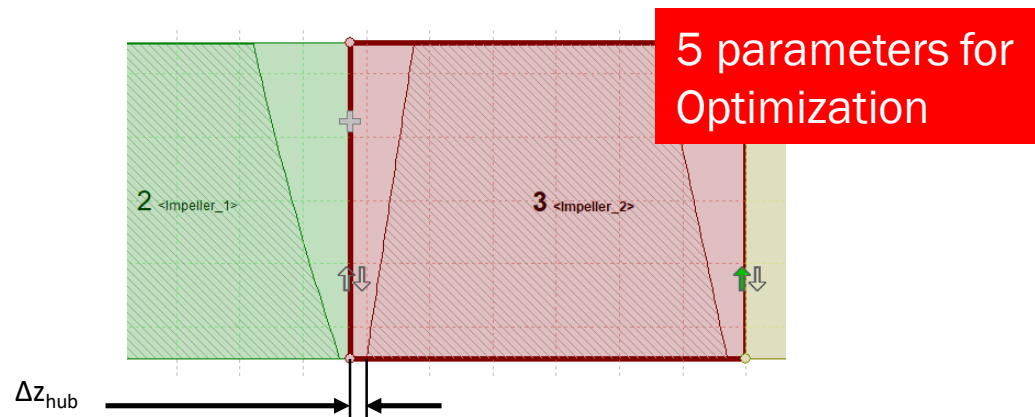 5 parameters for
Optimization
2 <Impeller_1>
3 <Impeller_2>
Δzhub